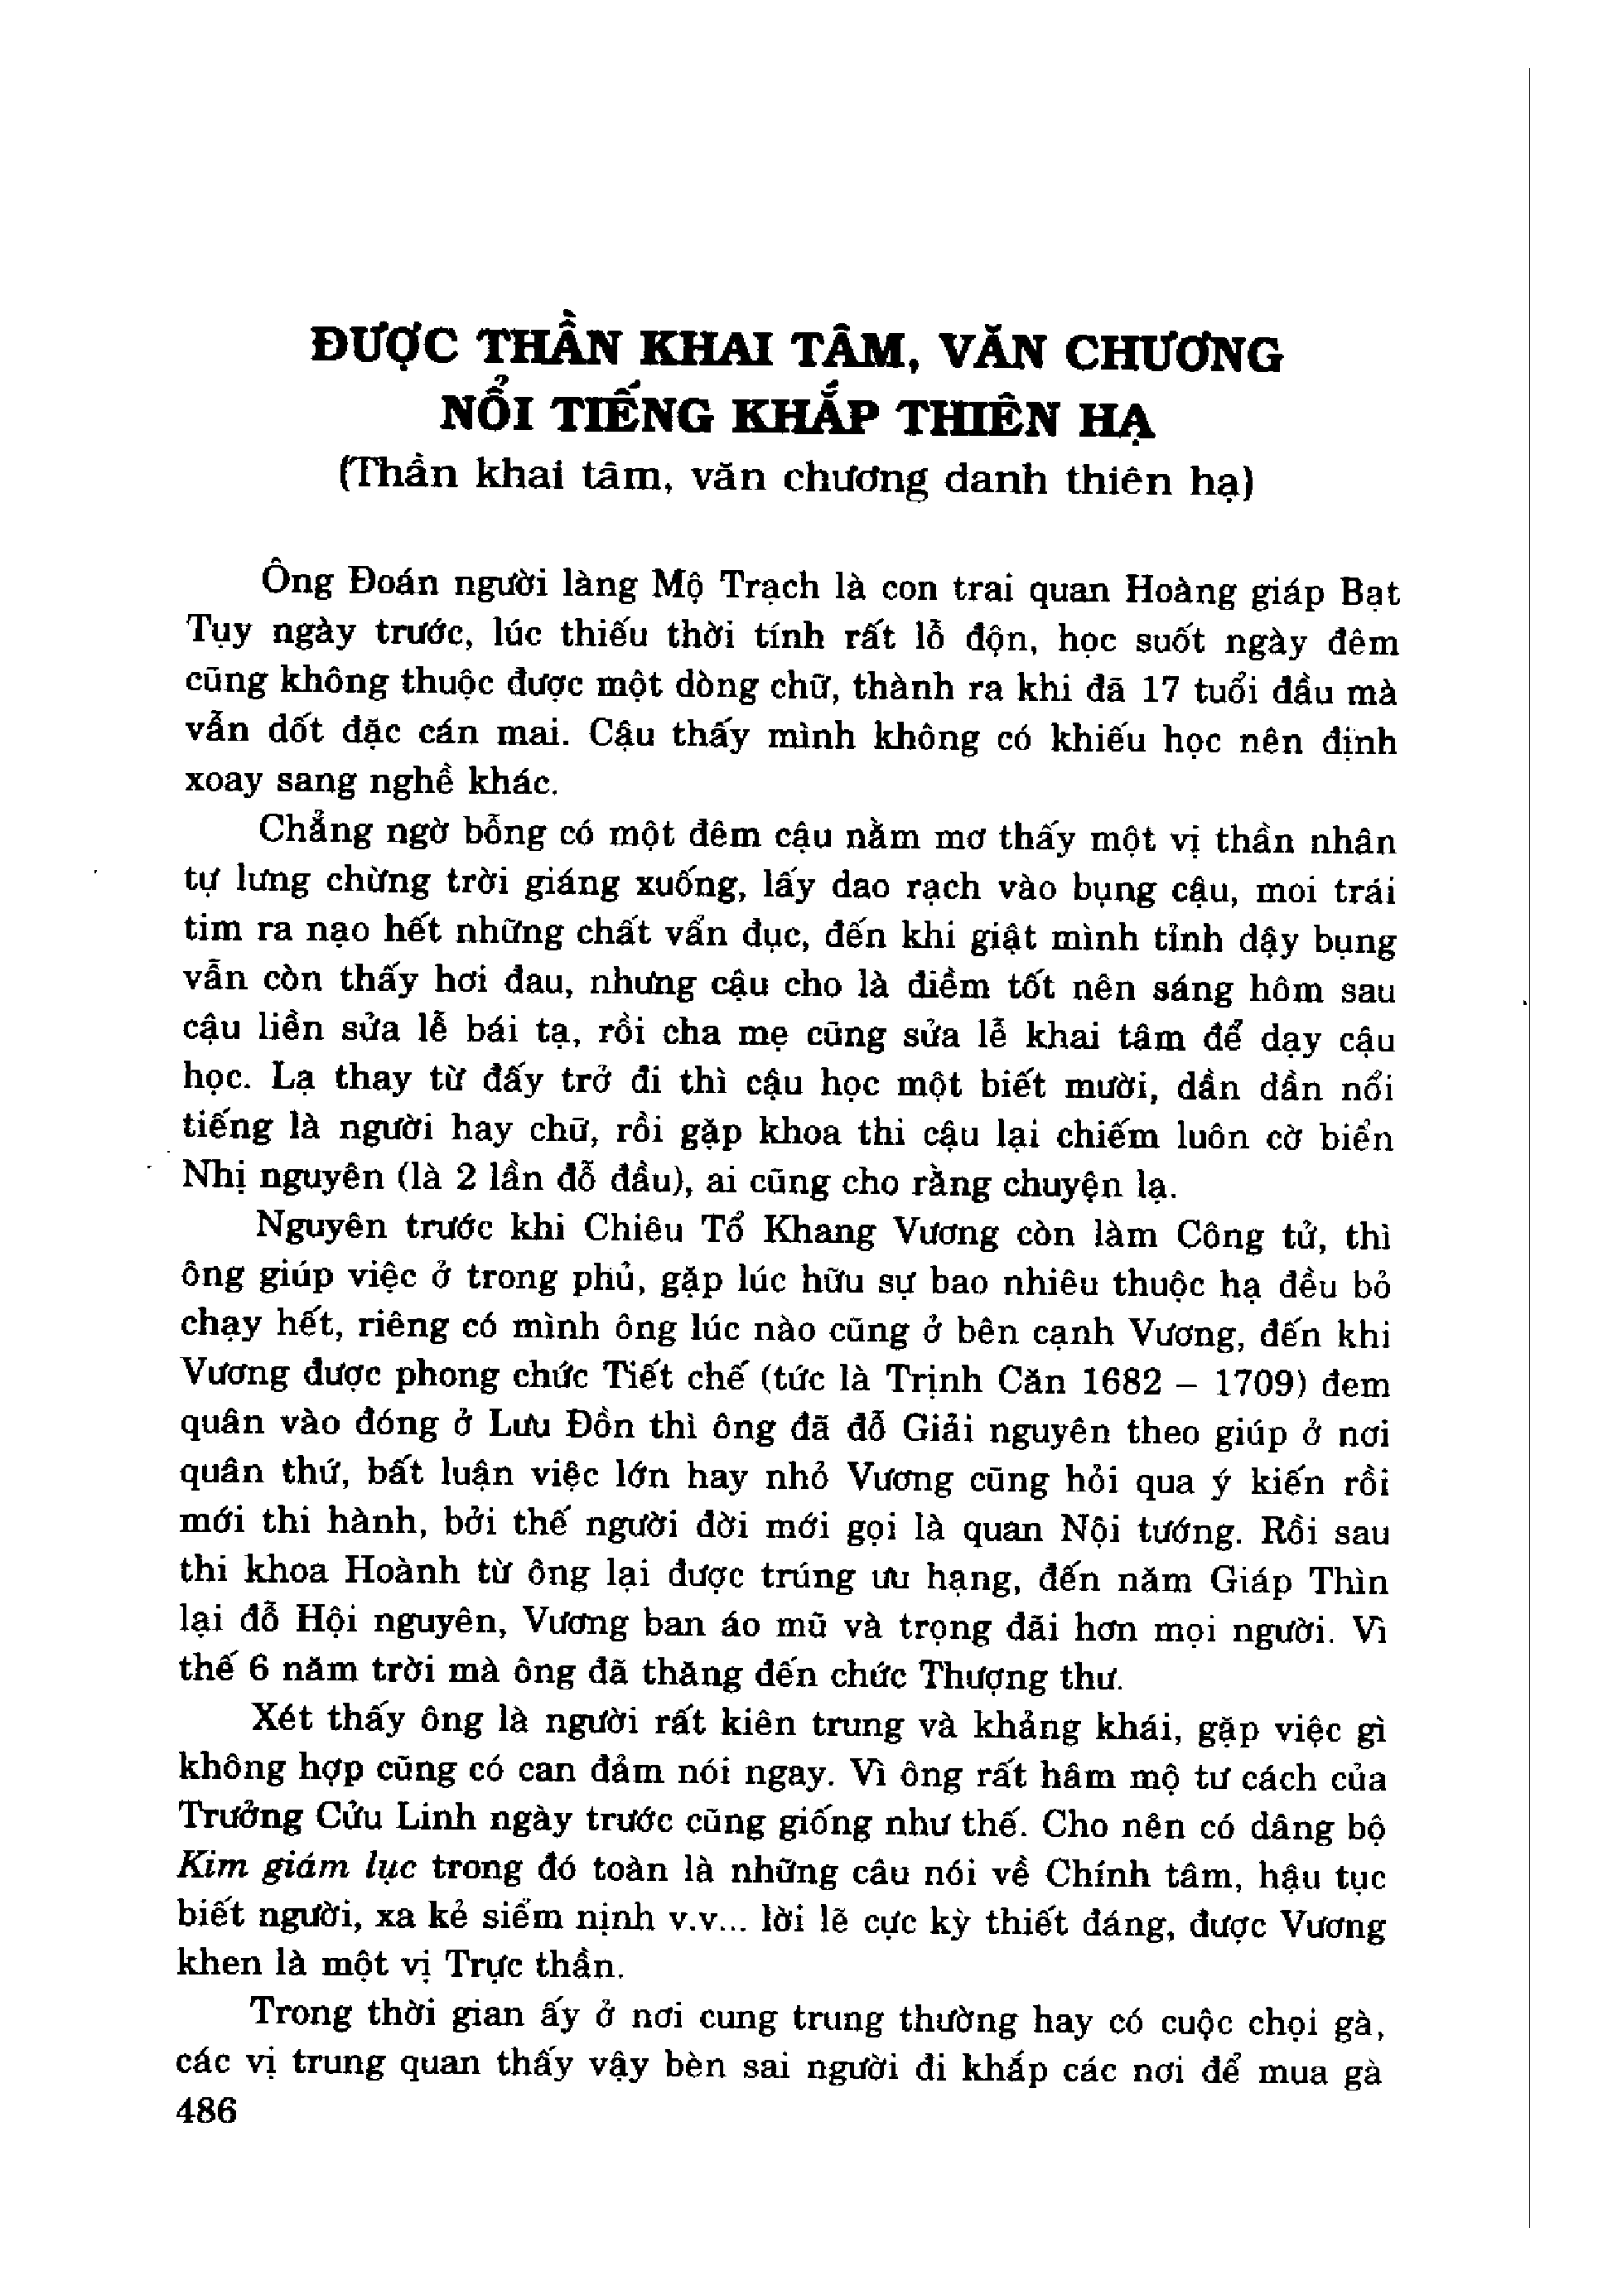 ĐƯỢC THẦN KHAI TÂM, VĂN CHƯƠNG
NỔI TIẾNG KHẮP THIÊN HẠ
(Thần khai tâm, văn chương danh thiên hạ)
Ông Đoán người làng Mộ Trạch là con trai quan Hoàng giáp Bạt
Tụy ngày trước, lúc thiếu thời tính rất lỗ độn, học suốt ngày đêm
cũng không thuộc được một dòng chữ, thành ra khi đã 17 tuổi đầu mà
vẫn dốt đặc cán mai. Cậu thấy mình không có khiếu học nên định
xoay sang nghề khác.
Chẳng ngờ bỗng có một đêm cậu nằm mơ thấy một vị thần nhân
tự lưng chừng trời giáng xuống, lấy dao rạch vào bụng cậu, moi trái
tim ra nạo hết những chất vẩn đục, đến khi giật mình tỉnh dậy bụng
vẫn còn thấy hơi đau, nhưng cậu cho là điềm tốt nên sáng hôm sau
cậu liền sửa lễ bái tạ, rồi cha mẹ cũng sửa lễ khai tâm để dạy cậu
học. Lạ thay từ đấy trở đi thì cậu học một biết mười, dần dần nổi
tiếng là người hay chữ, rồi gặp khoa thi cậu lại chiếm luôn cờ biển
Nhị nguyên (là 2 lần đỗ đầu), ai cũng cho rằng chuyện lạ.
Nguyên trước khi Chiêu Tổ Khang Vương còn làm Công tử, thì
ông giúp việc ở trong phủ, gặp lúc hữu sự bao nhiêu thuộc hạ đều bỏ
chạy hết, riêng có mình ông lúc nào cũng ở bên cạnh Vương, đến khi
Vương được phong chức Tiết chế (tức là Trịnh Căn 1682 – 1709) đem
quân vào đóng ở Lưu Đồn thì ông đã đỗ Giải nguyên theo giúp ở nơi
quân thứ, bất luận việc lớn hay nhỏ Vương cũng hỏi qua ý kiến rồi
mới thi hành, bởi thế người đời mới gọi là quan Nội tướng. Rồi sau
thi khoa Hoành từ ông lại được trúng ưu hạng, đến năm Giáp Thìn
lại đỗ Hội nguyên, Vương ban áo mũ và trọng đãi hơn mọi người. Vì
thế 6 năm trời mà ông đã thăng đến chức Thượng thư.
Xét thấy ông là người rất kiên trung và khảng khái, gặp việc gì
không hợp cũng có can đảm nói ngay. Vì ông rất hâm mộ tư cách của
Trưởng Cửu Linh ngày trước cũng giống như thế. Cho nên có dâng bộ
Kim giám lục trong đó toàn là những câu nói về Chính tâm, hậu tục
biết người, xa kẻ siểm nịnh v.v... lời lẽ cực kỳ thiết đáng, được Vương
khen là một vị Trực thần.
Trong thời gian ấy ở nơi cung trung thường hay có cuộc chọi gà,
các vị trung quan thấy vậy bèn sai người đi khắp các nơi để mua gà
486